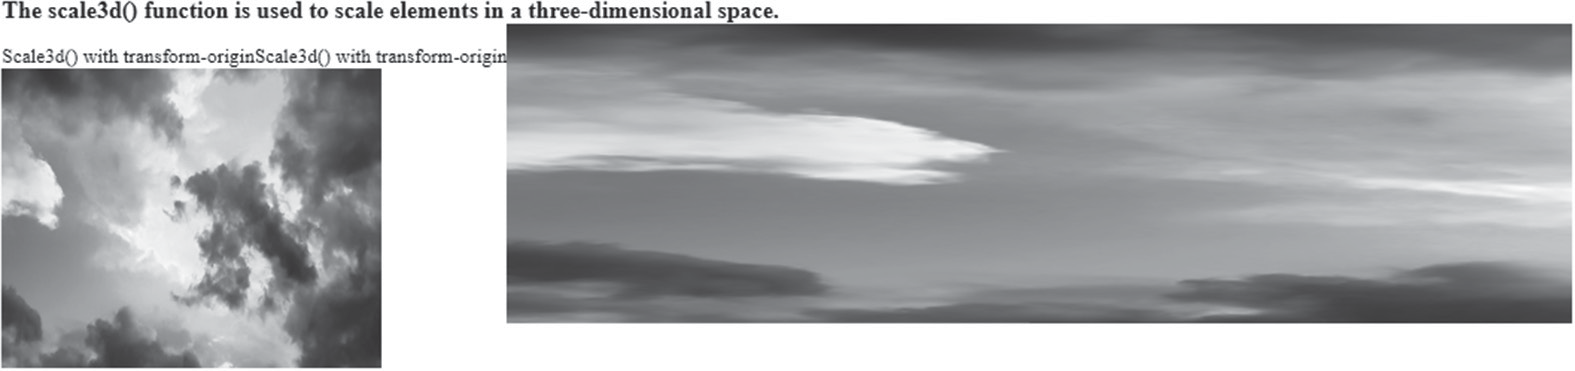 The scale3d() function is used to scale elements in a three-dimensional space.
Scale3d() with transform-originScale3d() with transform-origin